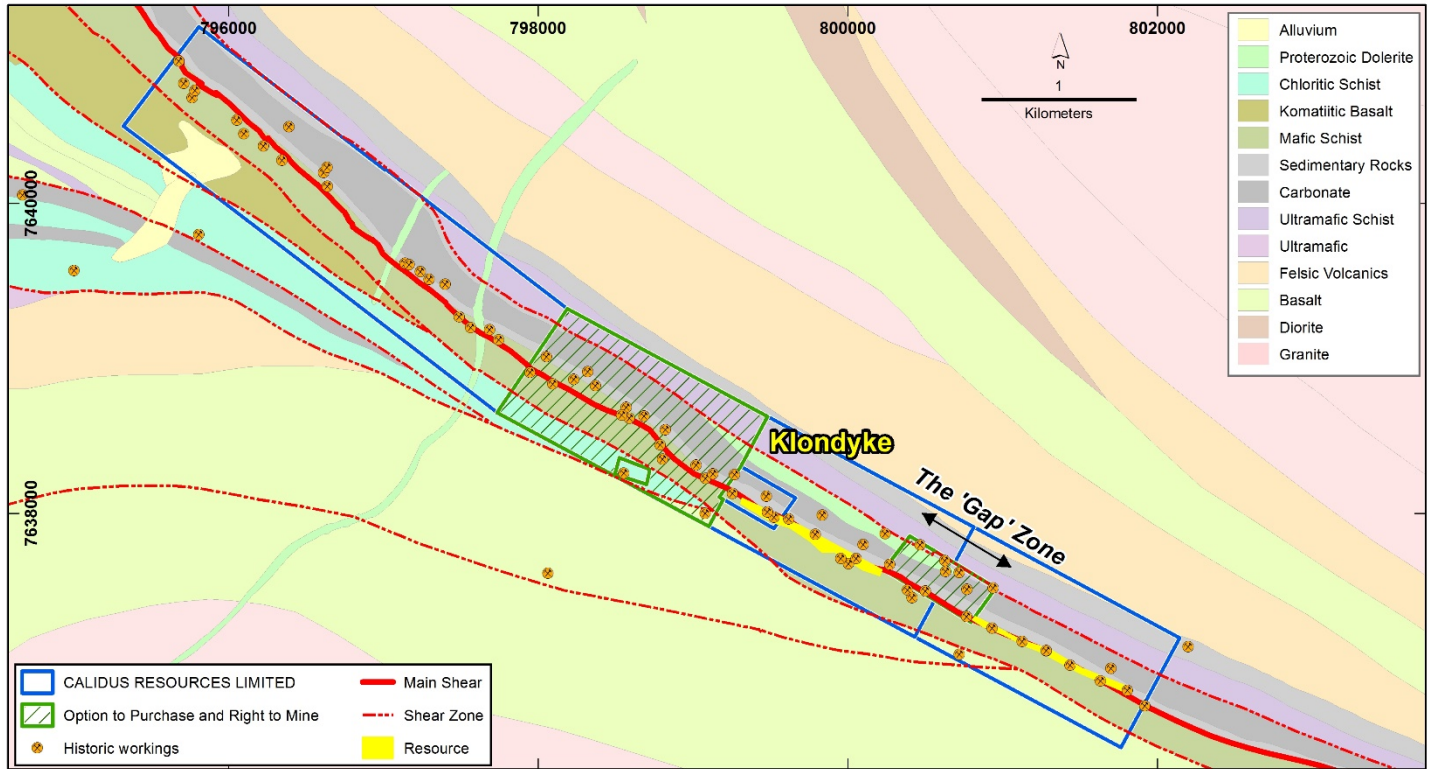 796000
798000
800000
802000
7640000
7638000
N
1
Kilometers
Alluvium
Proterozoic Dolerite
Chloritic Schist
Komatiitic Basalt
Mafic Schist
Sedimentary Rocks
Carbonate
Ultramafic Schist
Ultramafic
Felsic Volcanics
Basalt
Diorite
Granite
Klondyke
The 'Gap' Zone
CALIDUS RESOURCES LIMITED
Option to Purchase and Right to Mine
Historic workings
Main Shear
Shear Zone
Resource